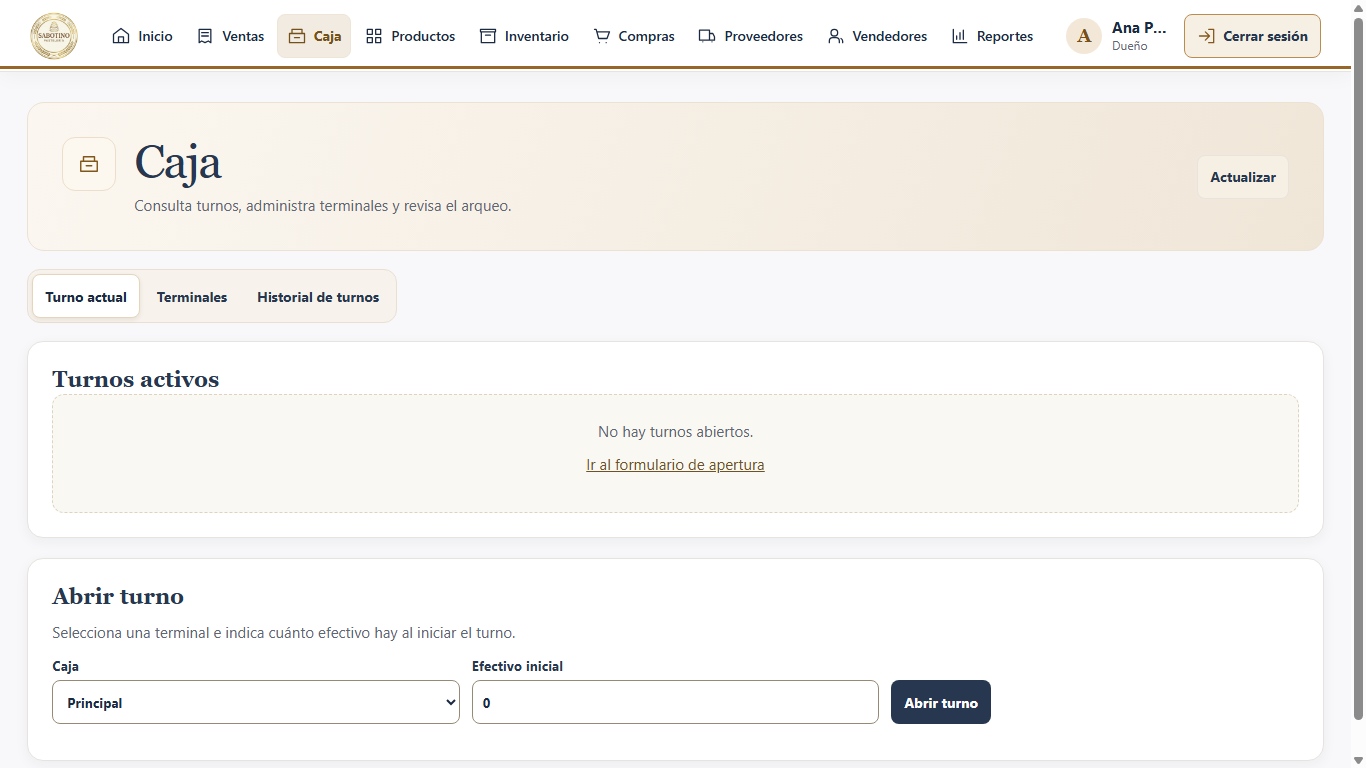 SABOTINO
Inicio
Ventas
Caja
Productos
Inventario
Compras
Proveedores
Vendedores
Reportes
A
Ana P...
Dueño
Cerrar sesión
Caja
Consulta turnos, administra terminales y revisa el arqueo.
Actualizar
Turno actual
Terminales
Historial de turnos
Turnos activos
No hay turnos abiertos.
Ir al formulario de apertura
Abrir turno
Selecciona una terminal e indica cuánto efectivo hay al iniciar el turno.
Caja
Efectivo inicial
Principal
0
Abrir turno